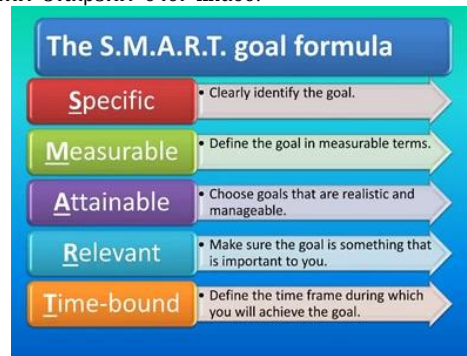 The S.M.A.R.T. goal formula
Specific
• Clearly identify the goal.
Measurable
• Define the goal in measurable terms.
Attainable
• Choose goals that are realistic and
manageable.
Relevant
• Make sure the goal is something that
is important to you.
Time-bound
• Define the time frame during which
you will achieve the goal.